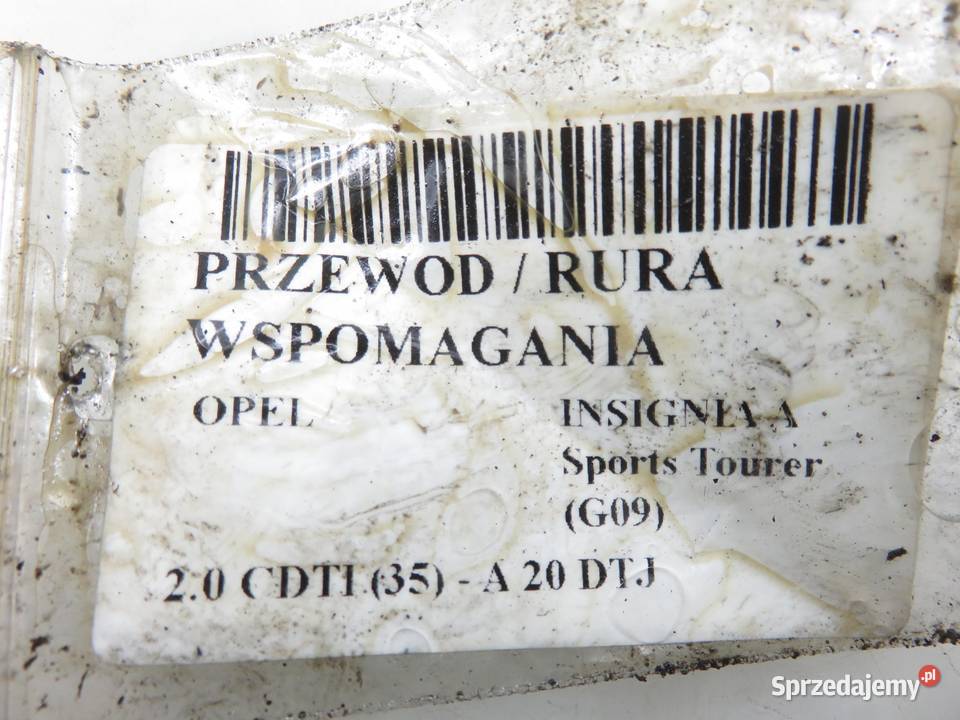 PRZEWOD / RURA
WSPOMAGANIA
OPEL INSIGNIA A
Sports Tourer
(G09)
2.0 CDTI (35) - A 20 DTJ
Sprzedajemy.pl